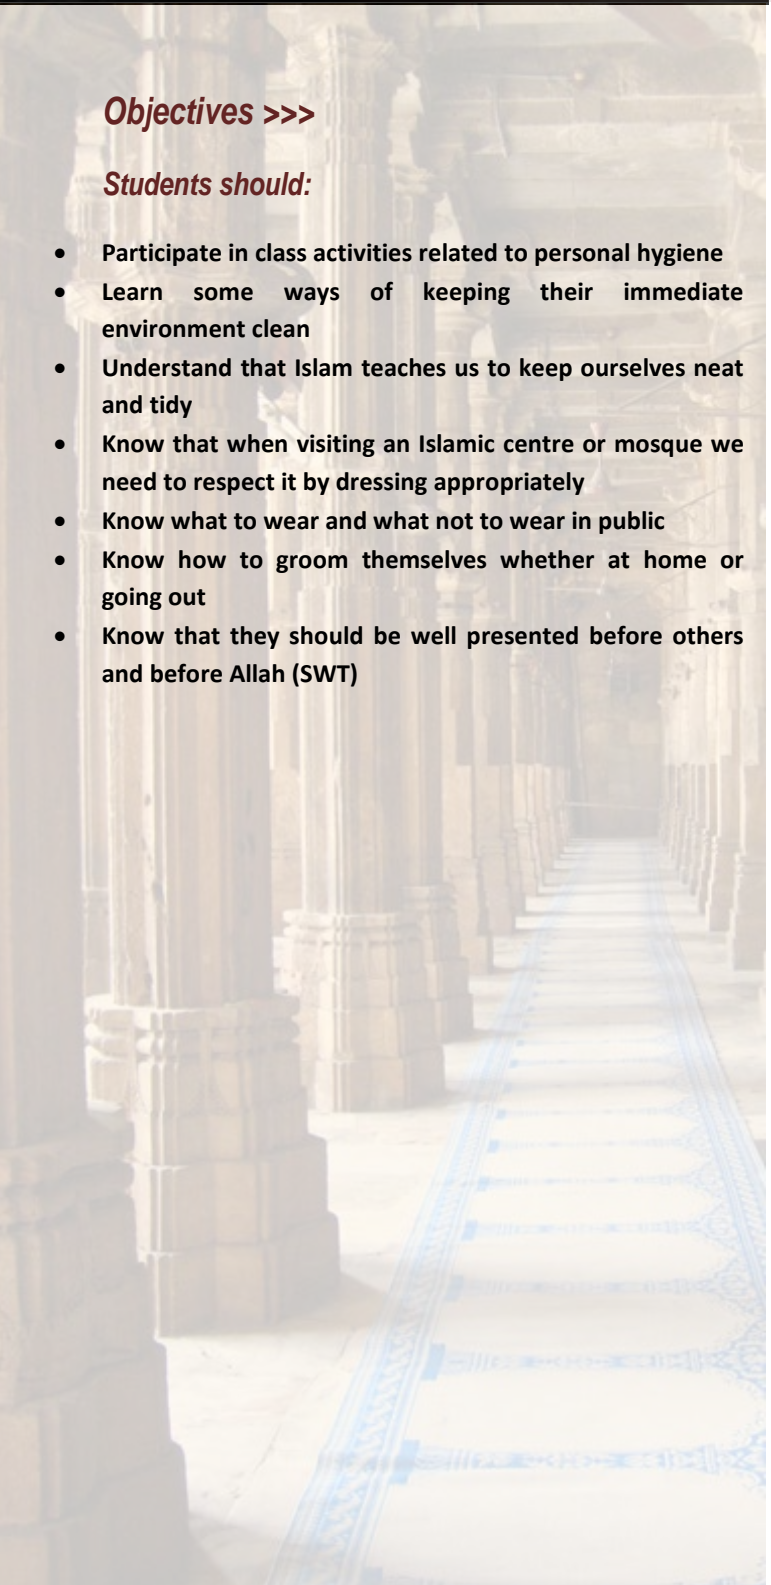 Objectives >>>
Students should:
• Participate in class activities related to personal hygiene
• Learn some ways of keeping their immediate
environment clean
• Understand that Islam teaches us to keep ourselves neat
and tidy
• Know that when visiting an Islamic centre or mosque we
need to respect it by dressing appropriately
• Know what to wear and what not to wear in public
• Know how to groom themselves whether at home or
going out
• Know that they should be well presented before others
and before Allah (SWT)